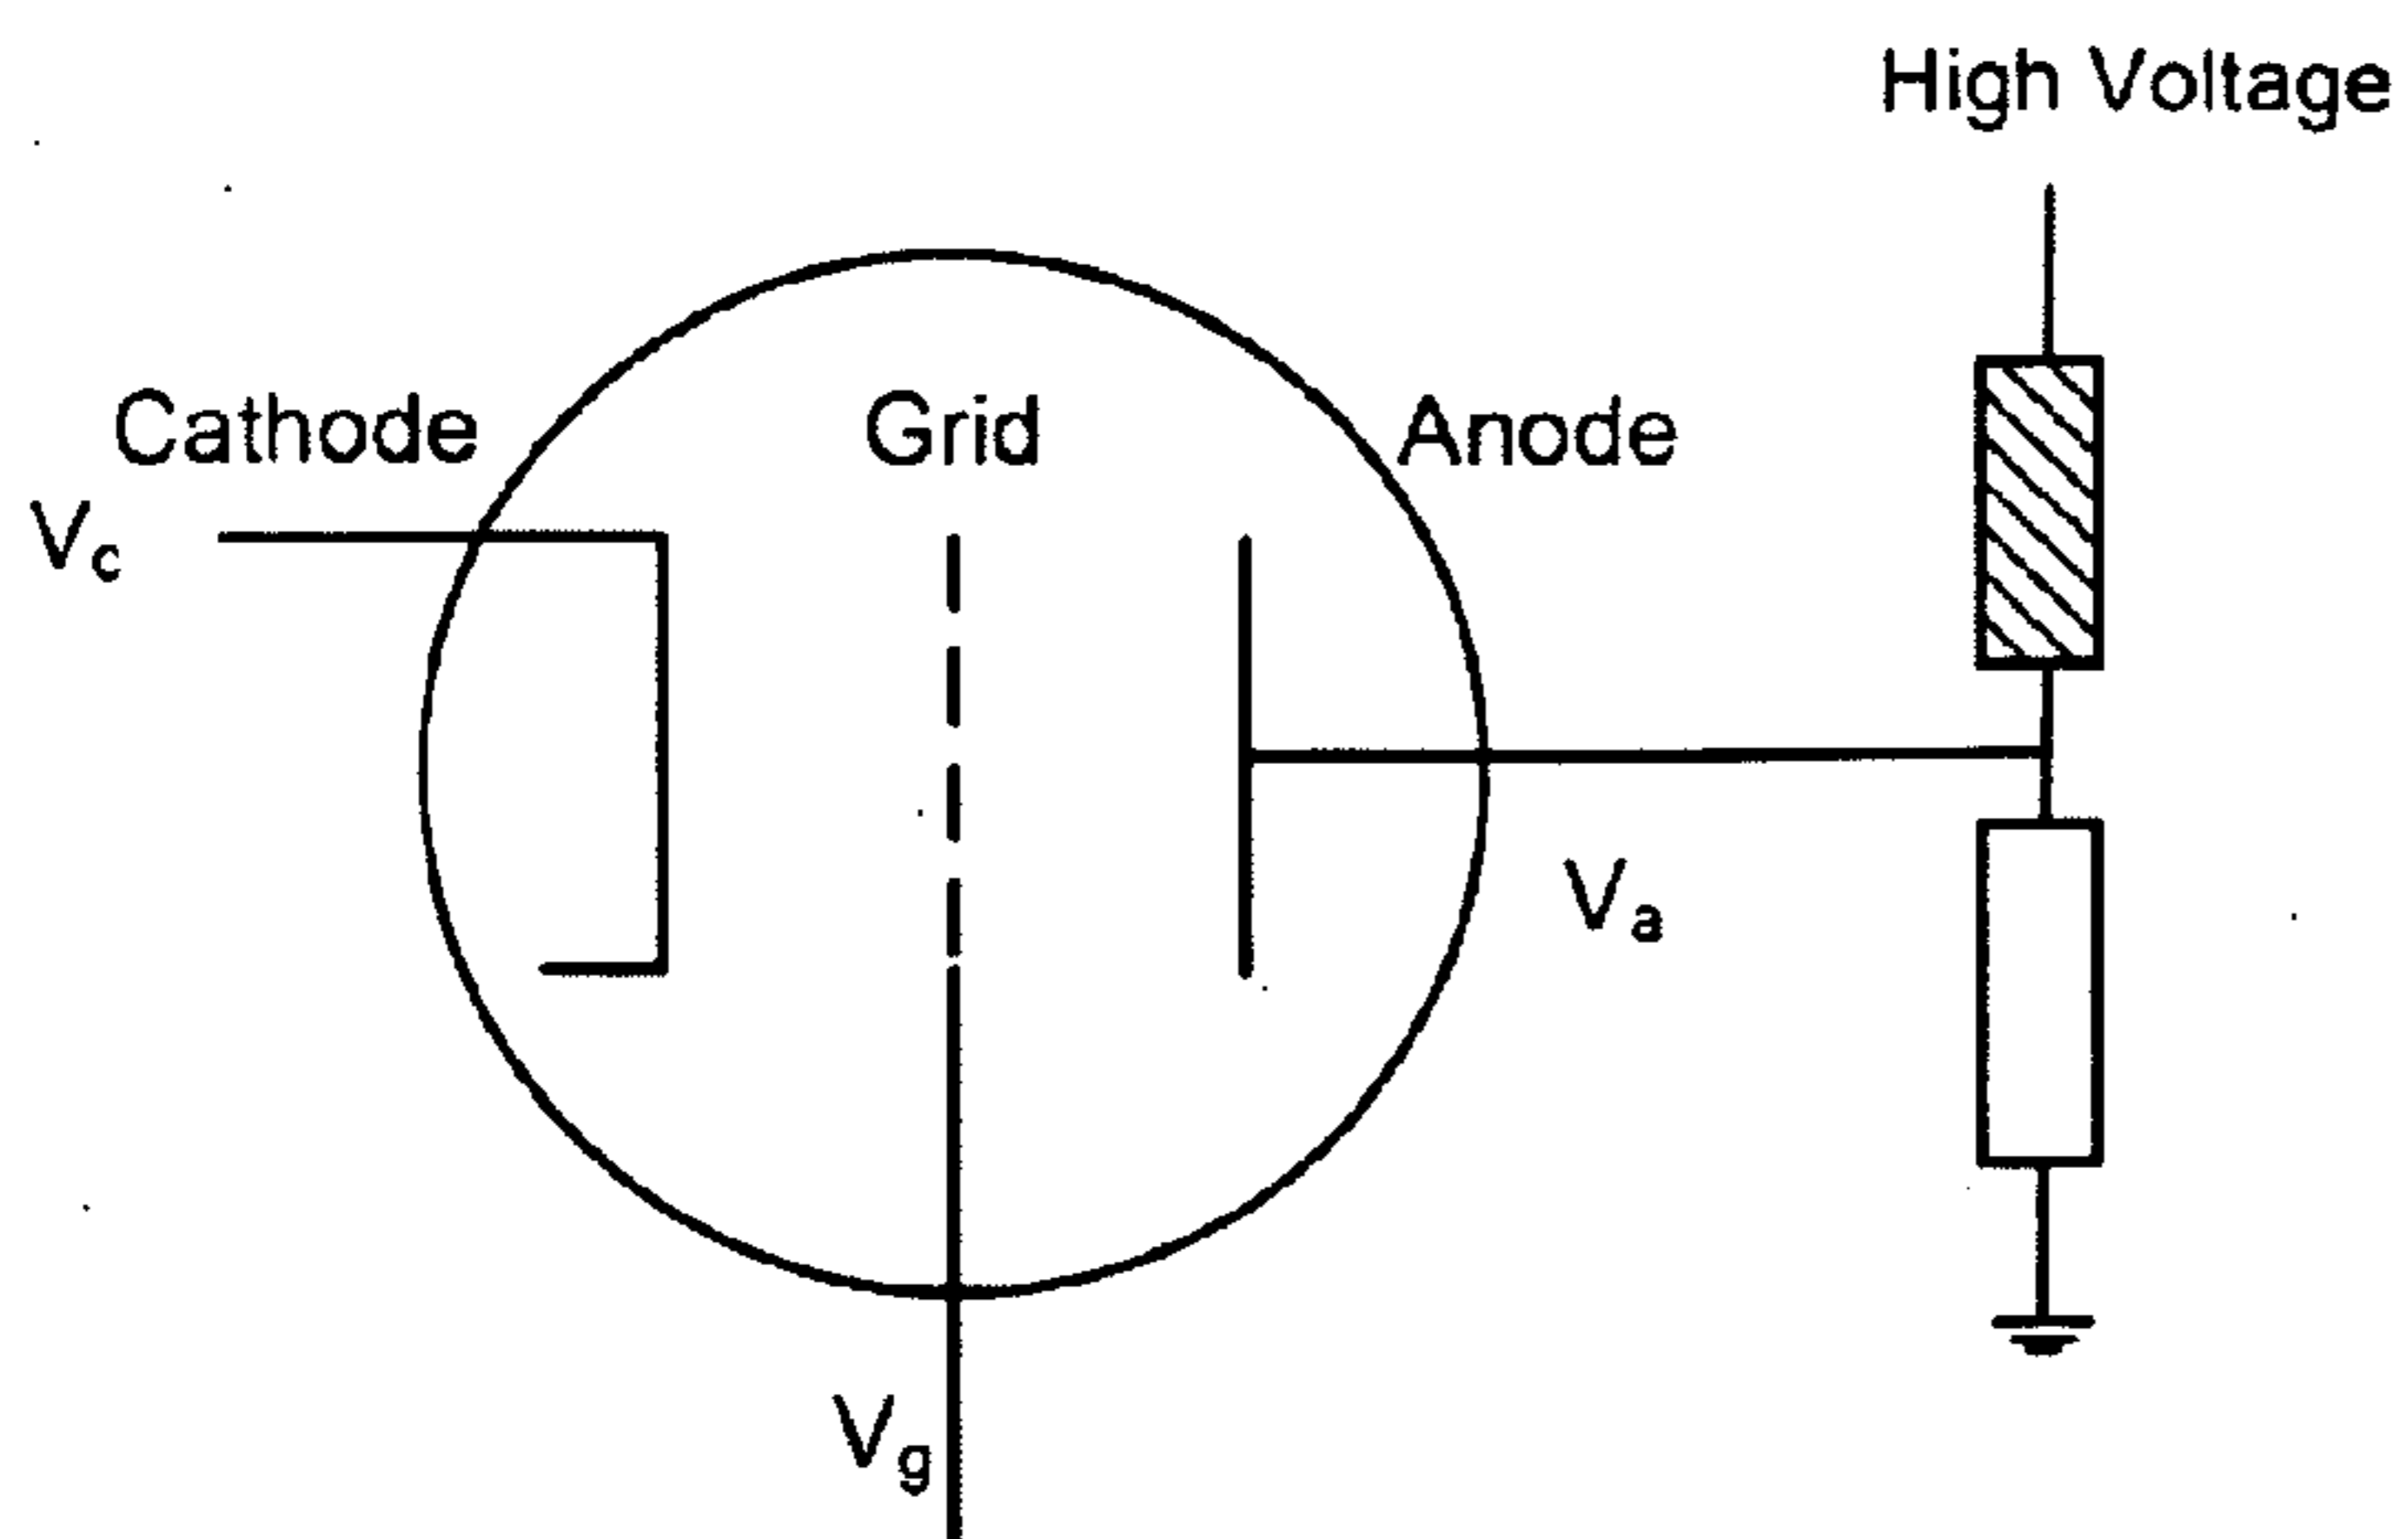 High Voltage
Cathode
Grid
Anode
Vc
Va
Vg